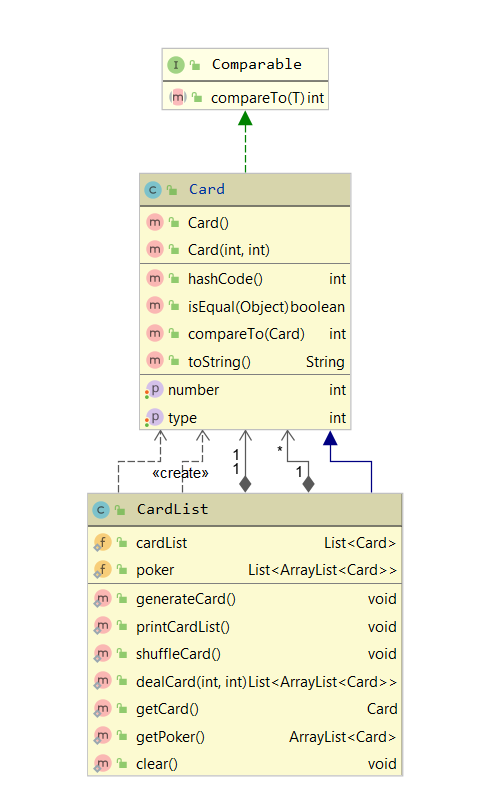 I Comparable
m compareTo(T) int
C Card
m Card()
m Card(int, int)
m hashCode() int
m isEqual(Object) boolean
m compareTo(Card) int
m toString() String
p number int
p type int
1 *
«create» 1 1
C CardList
f cardList List<Card>
f poker List<ArrayList<Card>>
m generateCard() void
m printCardList() void
m shuffleCard() void
m dealCard(int, int) List<ArrayList<Card>>
m getCard() Card
m getPoker() ArrayList<Card>
m clear() void